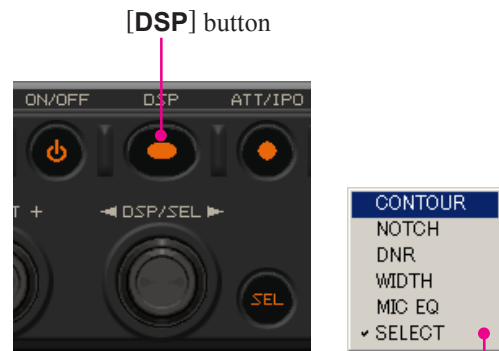 [DSP] button
ON/OFF DSP ATT/IPO
T + ◄ DSP/SEL ►
SEL
CONTOUR
NOTCH
DNR
WIDTH
MIC EQ
✓ SELECT